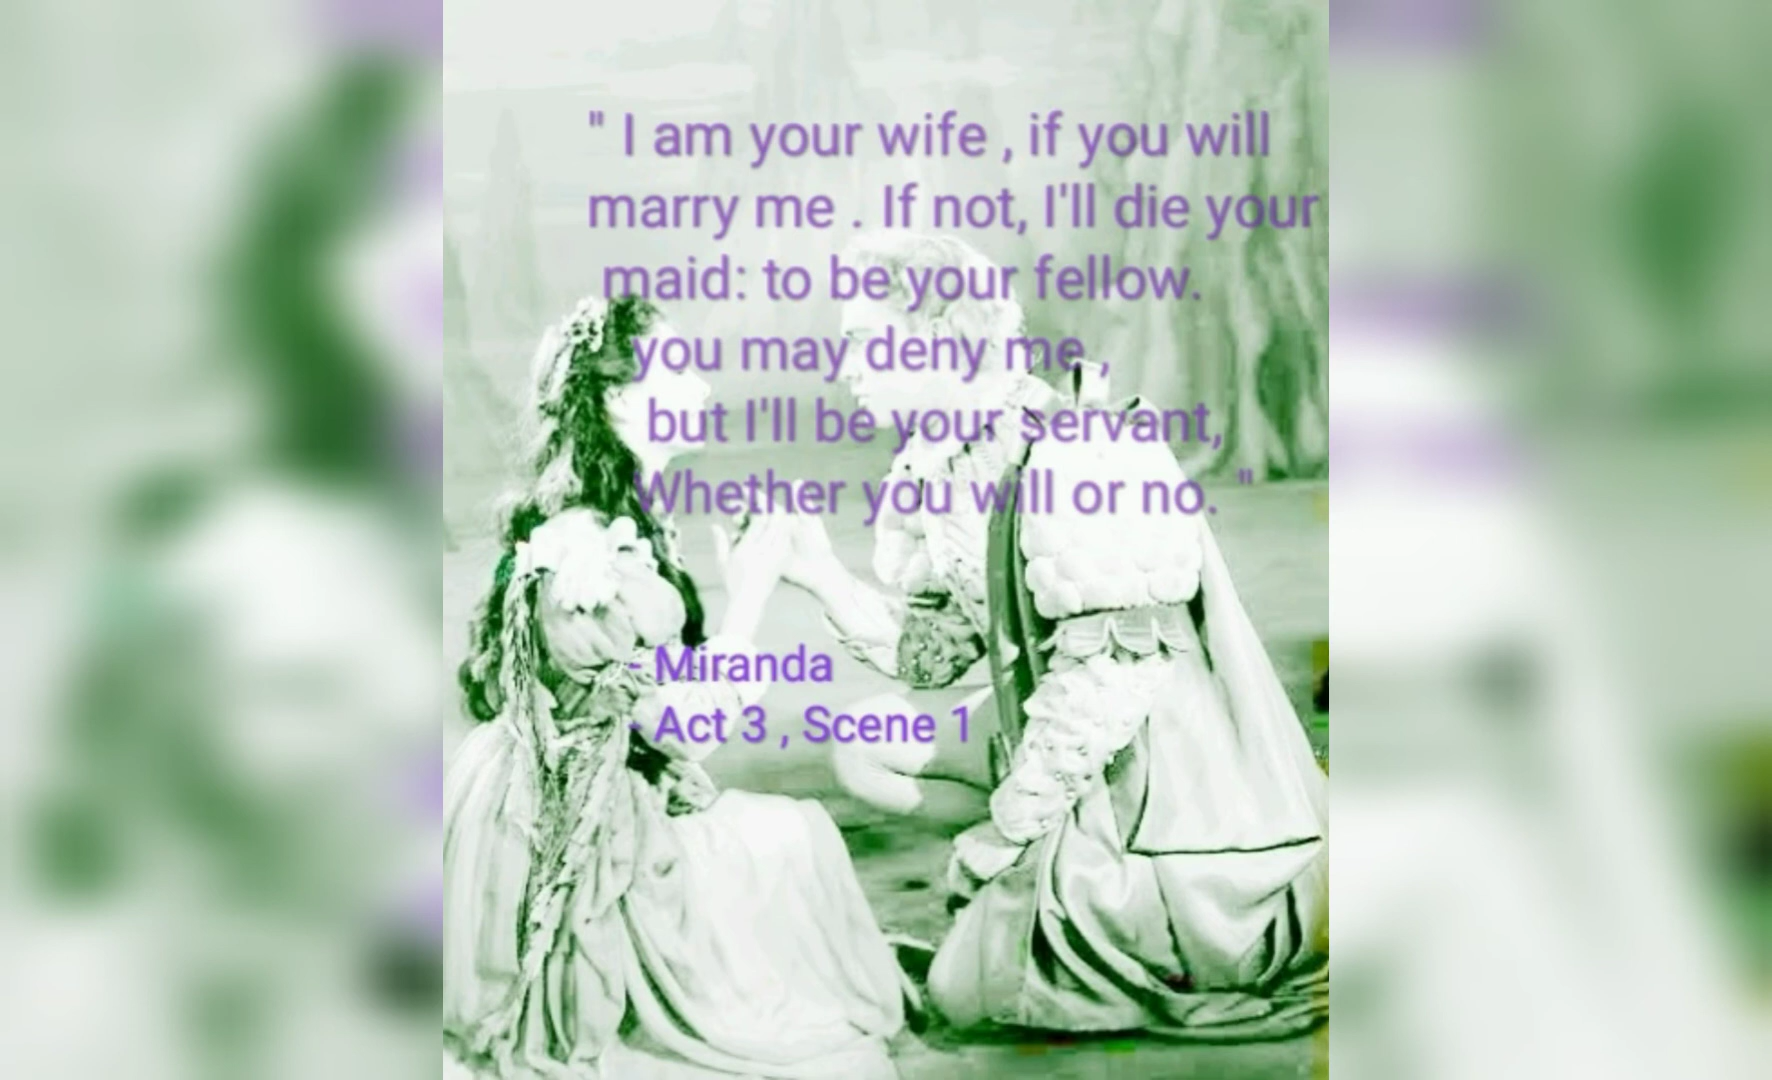 " I am your wife , if you will
marry me . If not, I'll die your
maid: to be your fellow.
you may deny me ,
but I'll be your servant,
Whether you will or no. "
- Miranda
- Act 3 , Scene 1